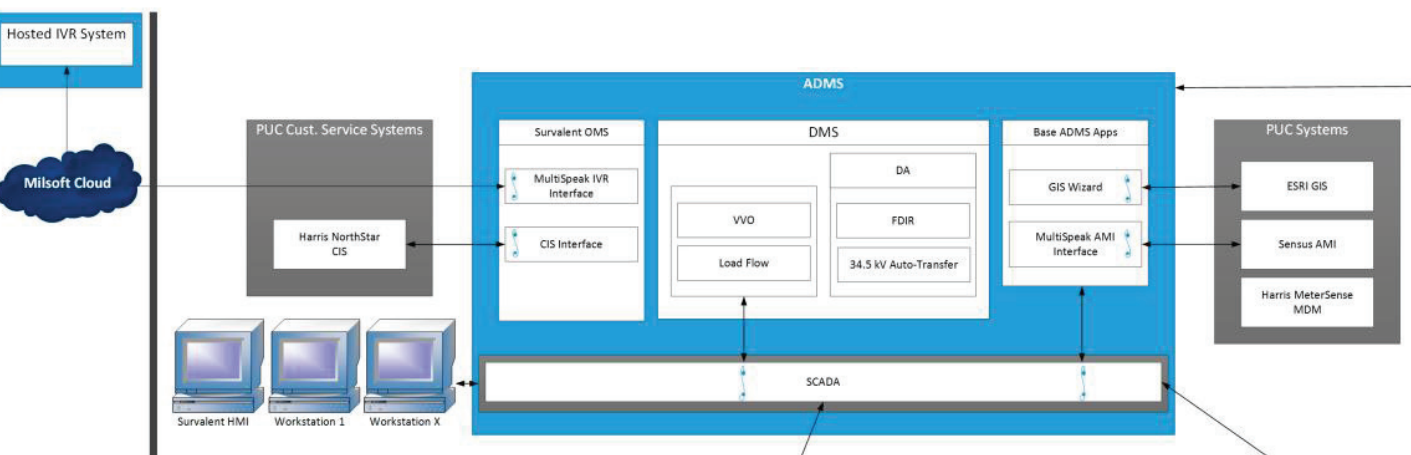 Hosted IVR System
Milsoft Cloud
PUC Cust. Service Systems
Harris NorthStar
CIS
Survalent HMI
Workstation 1
Workstation X
ADMS
Survalent OMS
MultiSpeak IVR
Interface
CIS Interface
DMS
VVO
Load Flow
DA
FDIR
34.5 kV Auto-Transfer
Base ADMS Apps
GIS Wizard
MultiSpeak AMI
Interface
SCADA
PUC Systems
ESRI GIS
Sensus AMI
Harris MeterSense
MDM